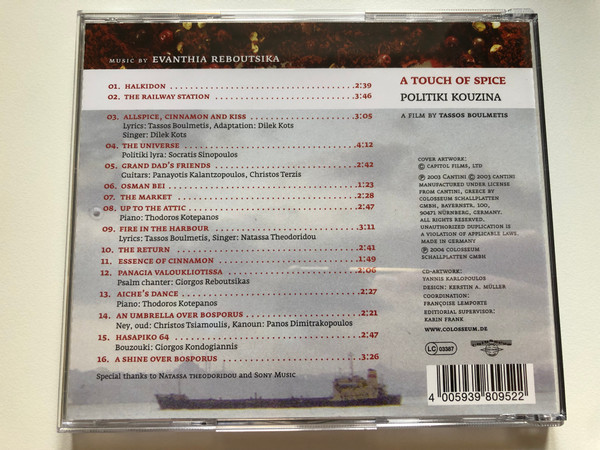 MUSIC BY EVANTHIA REBOUTSIKA
01. HALKIDON 2:39
02. THE RAILWAY STATION 3:46
03. ALLSPICE, CINNAMON AND KISS 3:05
Lyrics: Tassos Boulmetis, Adaptation: Dilek Kots
Singer: Dilek Kots
04. THE UNIVERSE 4:12
Politiki lyra: Socratis Sinopoulos
05. GRAND DAD'S FRIENDS 2:42
Guitars: Panayotis Kalantzopoulos, Christos Terzis
06. OSMAN BEI 1:23
07. THE MARKET 2:28
08. UP TO THE ATTIC 2:47
Piano: Thodoros Kotepanos
09. FIRE IN THE HARBOUR 3:11
Lyrics: Tassos Boulmetis, Singer: Natassa Theodoridou
10. THE RETURN 2:41
11. ESSENCE OF CINNAMON 1:49
12. PANAGIA VALOUKLIOTISSA 2:06
Psalm chanter: Giorgos Reboutsikas
13. AICHE'S DANCE 2:27
Piano: Thodoros Kotepanos
14. AN UMBRELLA OVER BOSPORUS 2:21
Ney, oud: Christos Tsiamoulis, Kanoun: Panos Dimitrakopoulos
15. HASAPIKO 64 2:47
Bouzouki: Giorgos Kondogiannis
16. A SHINE OVER BOSPORUS 3:26
Special thanks to NATASSA THEODORIDOU and SONY MUSIC
A TOUCH OF SPICE
POLITIKI KOUZINA
A FILM BY TASSOS BOULMETIS
COVER ARTWORK:
© CAPITOL FILMS, LTD
℗ 2003 CANTINI © 2003 CANTINI
MANUFACTURED UNDER LICENSE
FROM CANTINI, GREECE BY
COLOSSEUM SCHALLPLATTEN
GMBH, BAYERNSTR. 100,
90471 NÜRNBERG, GERMANY.
ALL RIGHTS RESERVED.
UNAUTHORIZED DUPLICATION IS
A VIOLATION OF APPLICABLE LAWS.
MADE IN GERMANY
℗ 2004 COLOSSEUM
SCHALLPLATTEN GMBH
CD-ARTWORK:
YANNIS KARLOPOULOS
DESIGN: KERSTIN A. MÜLLER
COORDINATION:
FRANÇOISE LEMPORTE
EDITORIAL SUPERVISOR:
KARIN FRANK
WWW.COLOSSEUM.DE
LC 03387
4 005939 809522